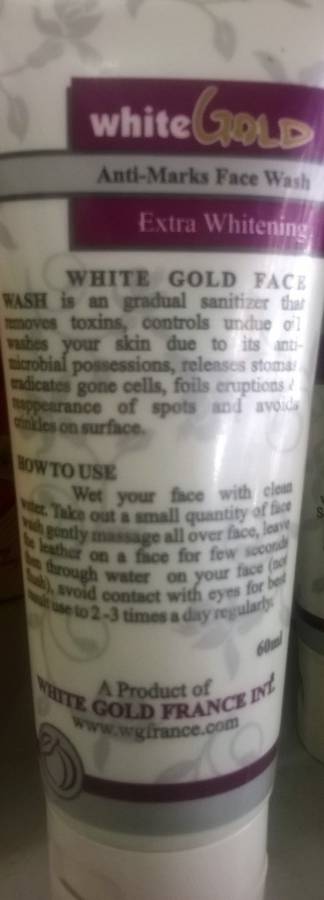 white GOLD
Anti-Marks Face Wash
Extra Whitening
WHITE GOLD FACE
WASH is an gradual sanitizer that
removes toxins, controls undue oil
washes your skin due to its anti-
microbial possessions, releases stomas
eradicates gone cells, foils eruptions
reappearance of spots and avoids
wrinkles on surface.
HOW TO USE
Wet your face with clean
water. Take out a small quantity of face
wash gently massage all over face, leave
the leather on a face for few seconds
then through water on your face (not
flush), avoid contact with eyes for best
result use to 2-3 times a day regularly.
60ml
A Product of
WHITE GOLD FRANCE INT.
www.wgfrance.com